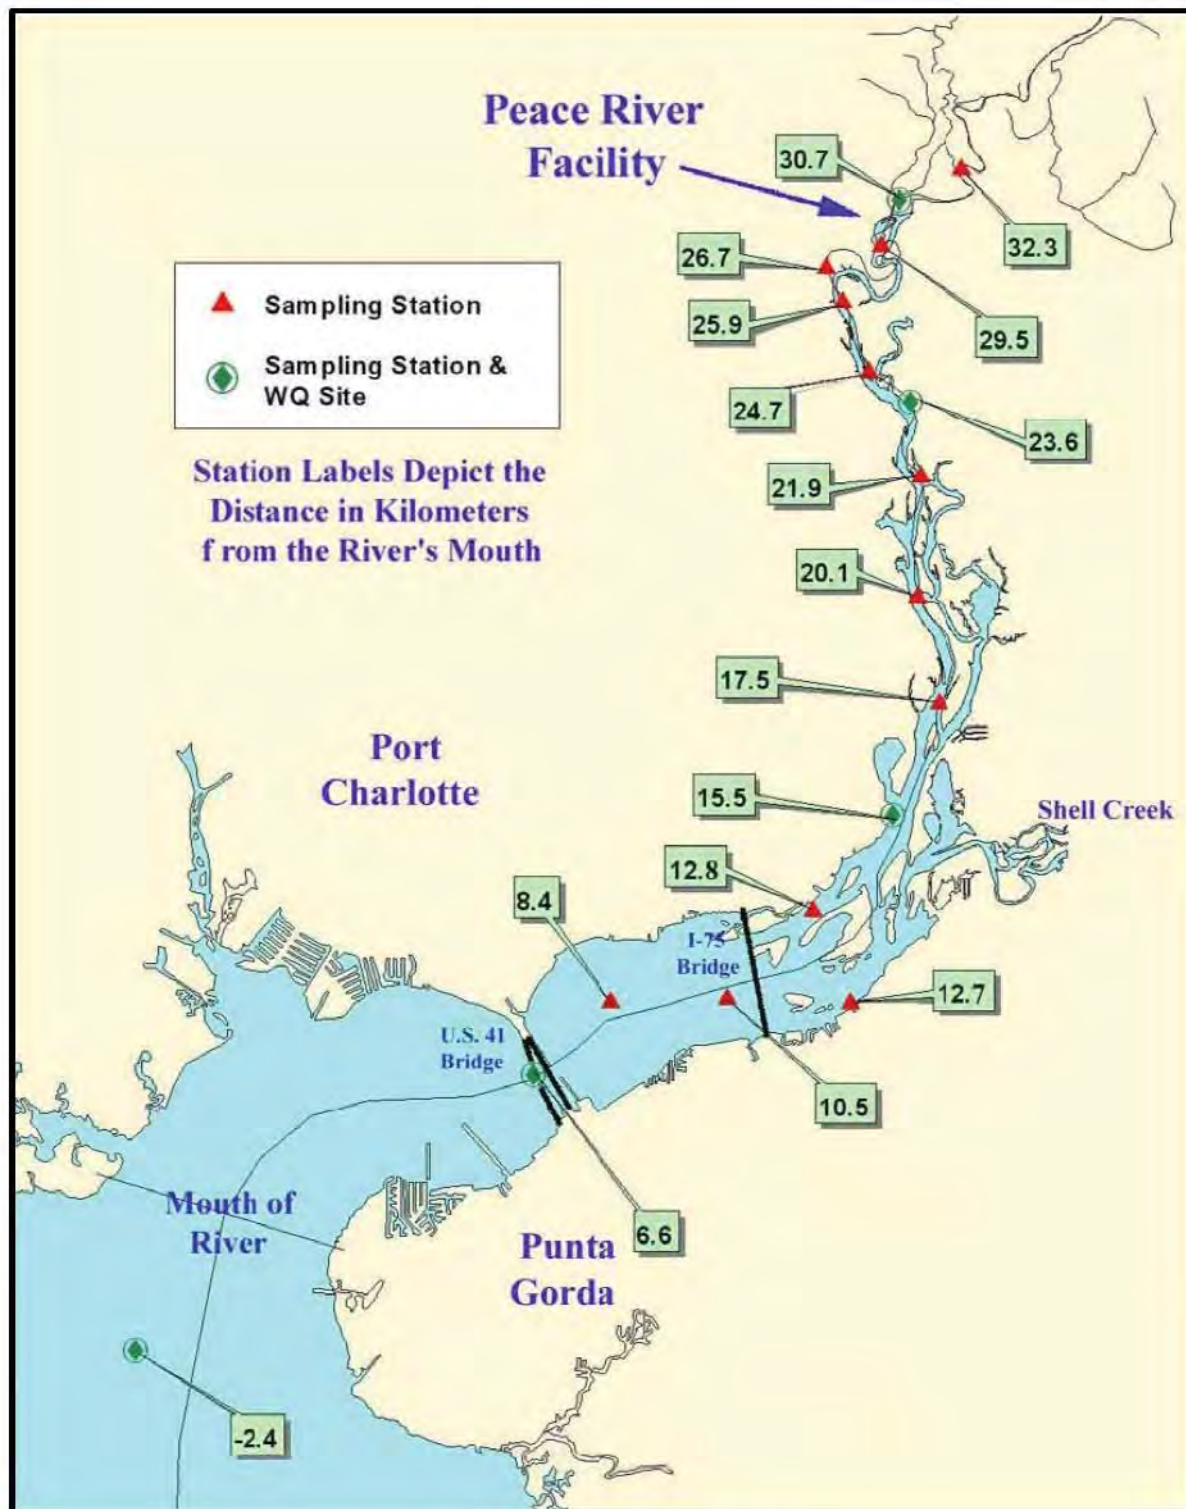 Peace River
Facility
30.7
32.3
26.7
Sampling Station
Sampling Station &
WQ Site
25.9
29.5
24.7
23.6
Station Labels Depict the
Distance in Kilometers
f rom the River's Mouth
21.9
20.1
17.5
Port
Charlotte
15.5
Shell Creek
12.8
8.4
I-75
Bridge
12.7
U.S. 41
Bridge
10.5
Mouth of
River
6.6
Punta
Gorda
-2.4